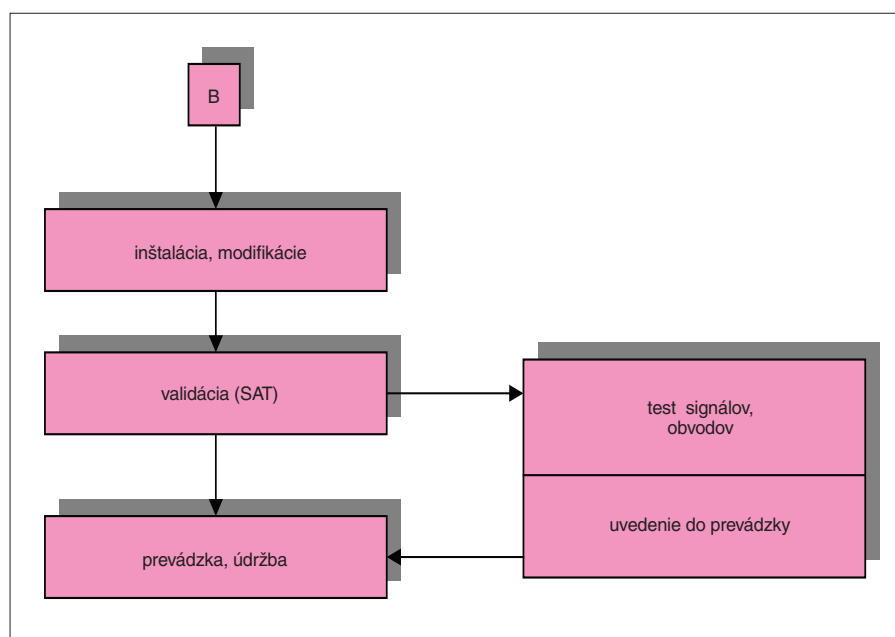 B
inštalácia, modifikácie
validácia (SAT)
test signálov,
obvodov
uvedenie do prevádzky
prevádzka, údržba